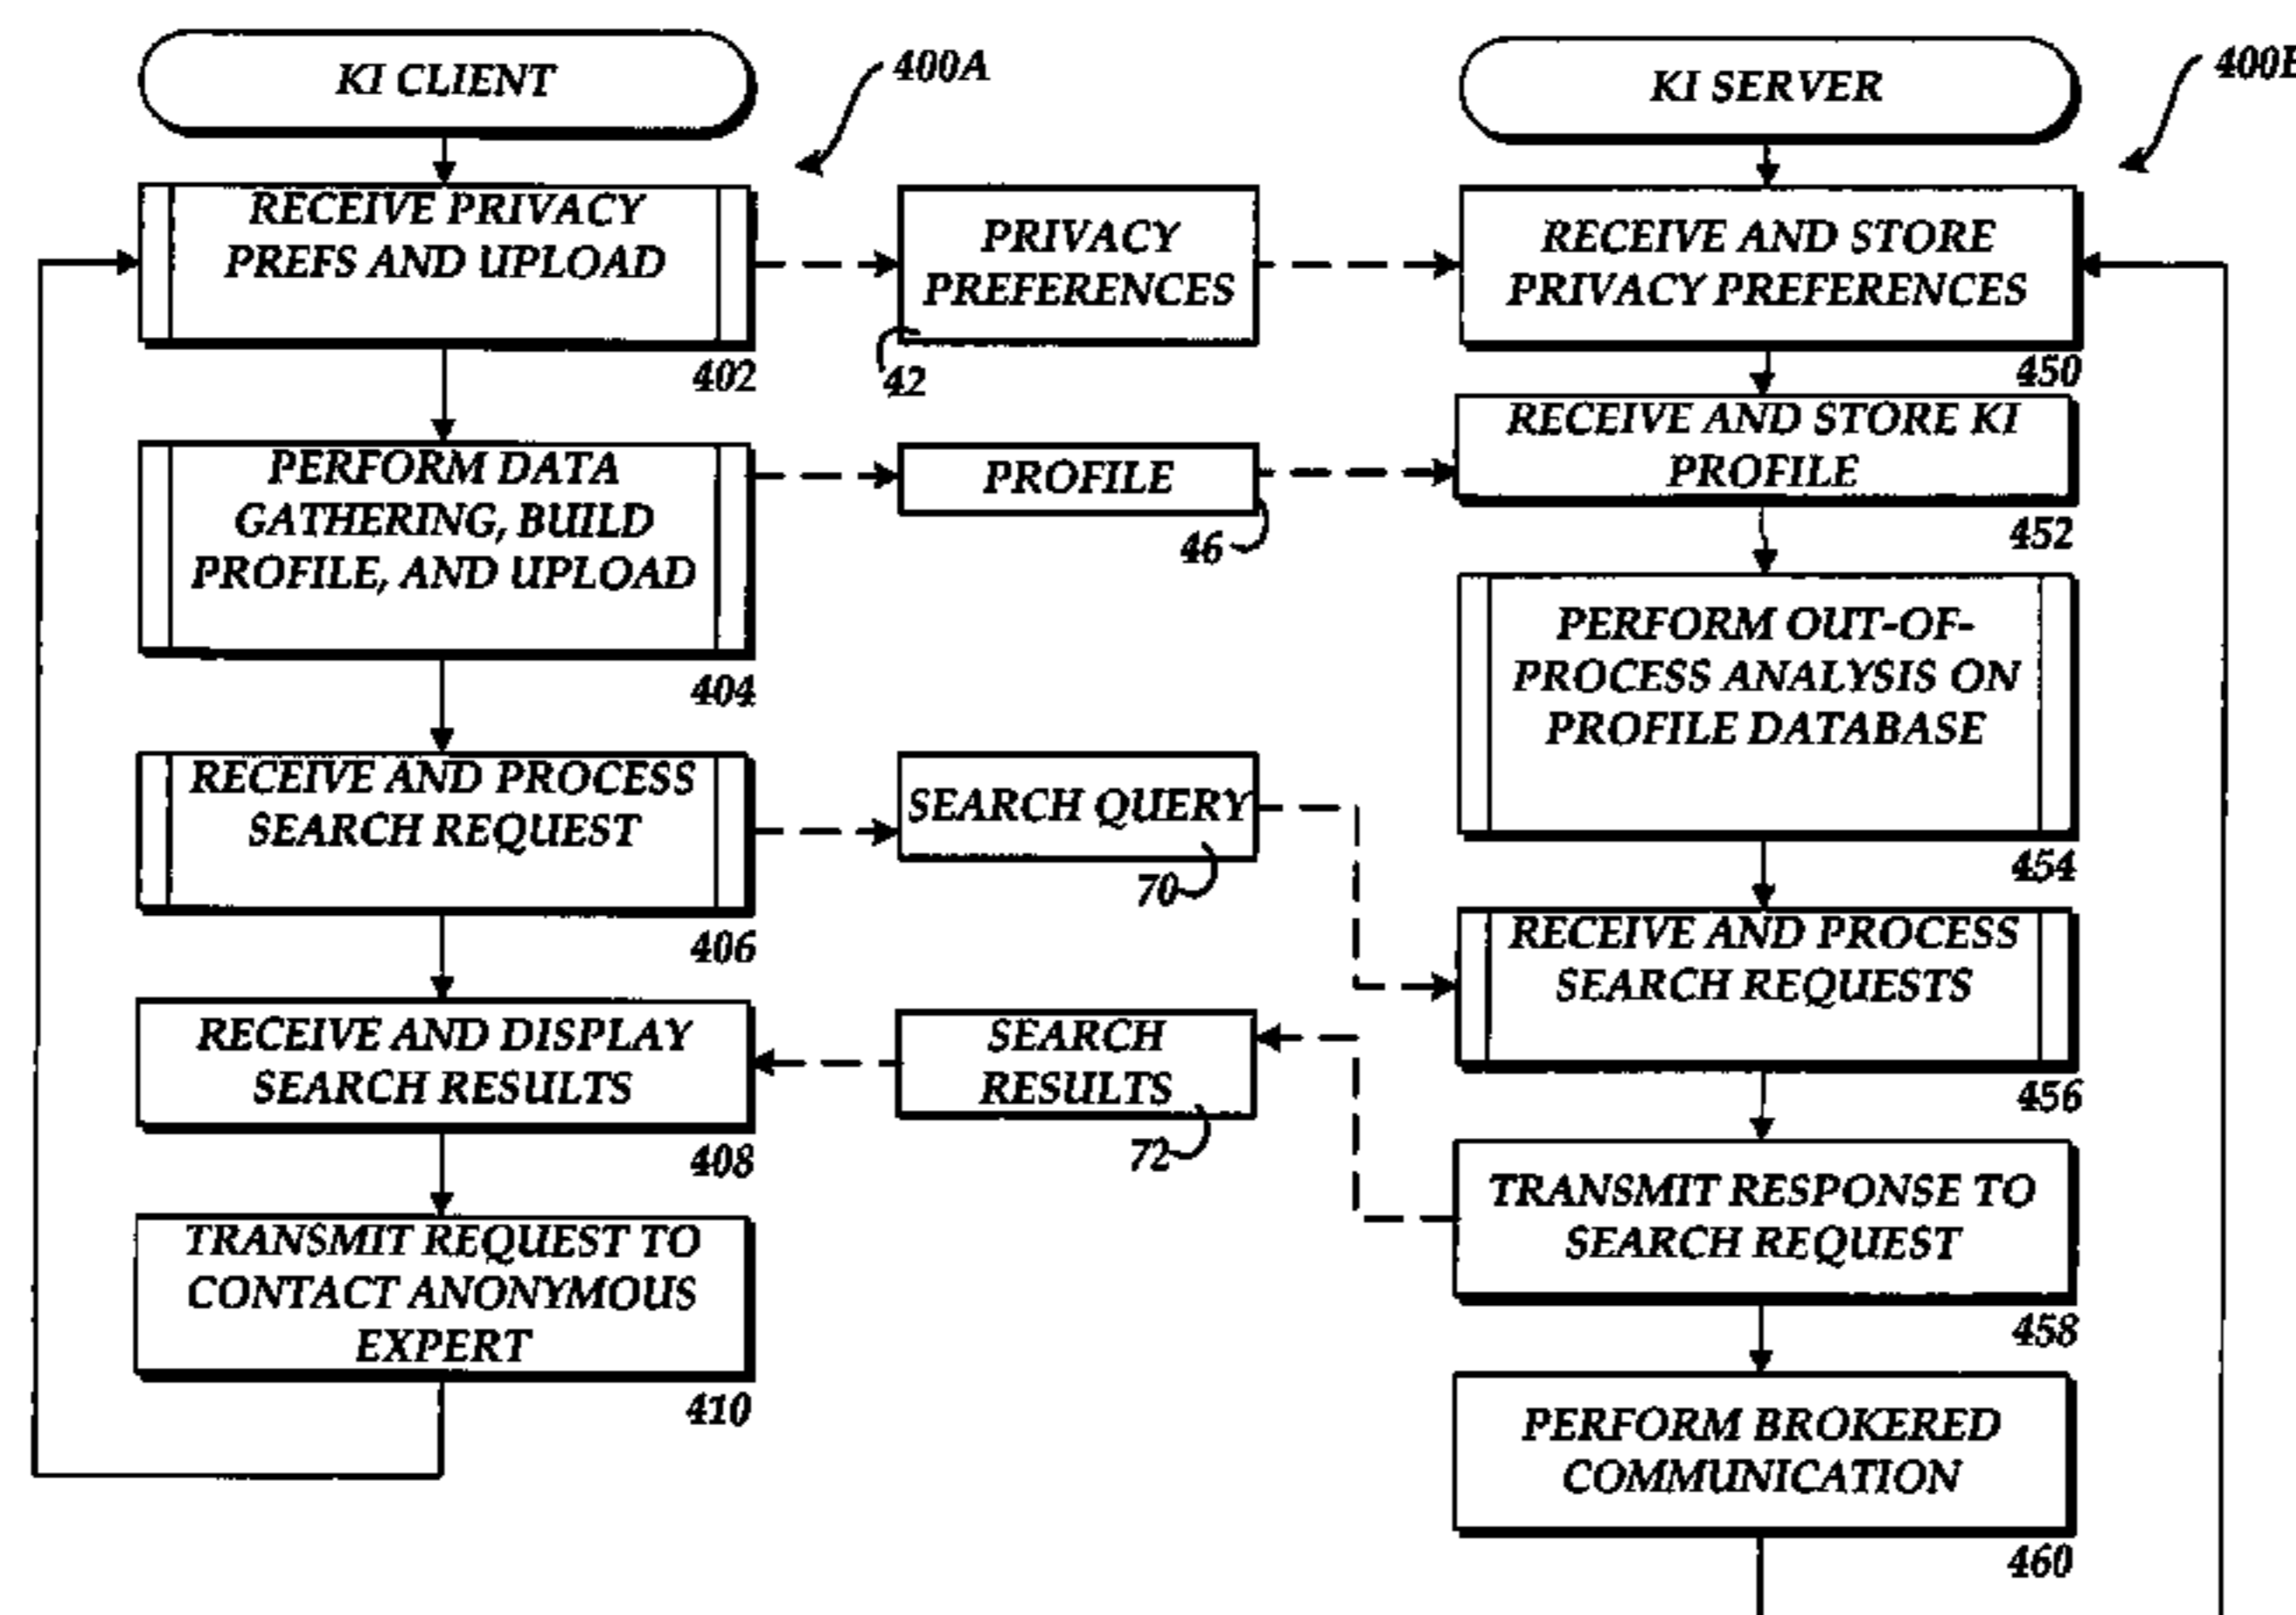 KI CLIENT
400A
RECEIVE PRIVACY
PREFS AND UPLOAD
402
PERFORM DATA
GATHERING, BUILD
PROFILE, AND UPLOAD
404
RECEIVE AND PROCESS
SEARCH REQUEST
406
RECEIVE AND DISPLAY
SEARCH RESULTS
408
TRANSMIT REQUEST TO
CONTACT ANONYMOUS
EXPERT
410
PRIVACY
PREFERENCES
42
PROFILE
46
SEARCH QUERY
70
SEARCH
RESULTS
72
KI SERVER
400B
RECEIVE AND STORE
PRIVACY PREFERENCES
450
RECEIVE AND STORE KI
PROFILE
452
PERFORM OUT-OF-
PROCESS ANALYSIS ON
PROFILE DATABASE
454
RECEIVE AND PROCESS
SEARCH REQUESTS
456
TRANSMIT RESPONSE TO
SEARCH REQUEST
458
PERFORM BROKERED
COMMUNICATION
460